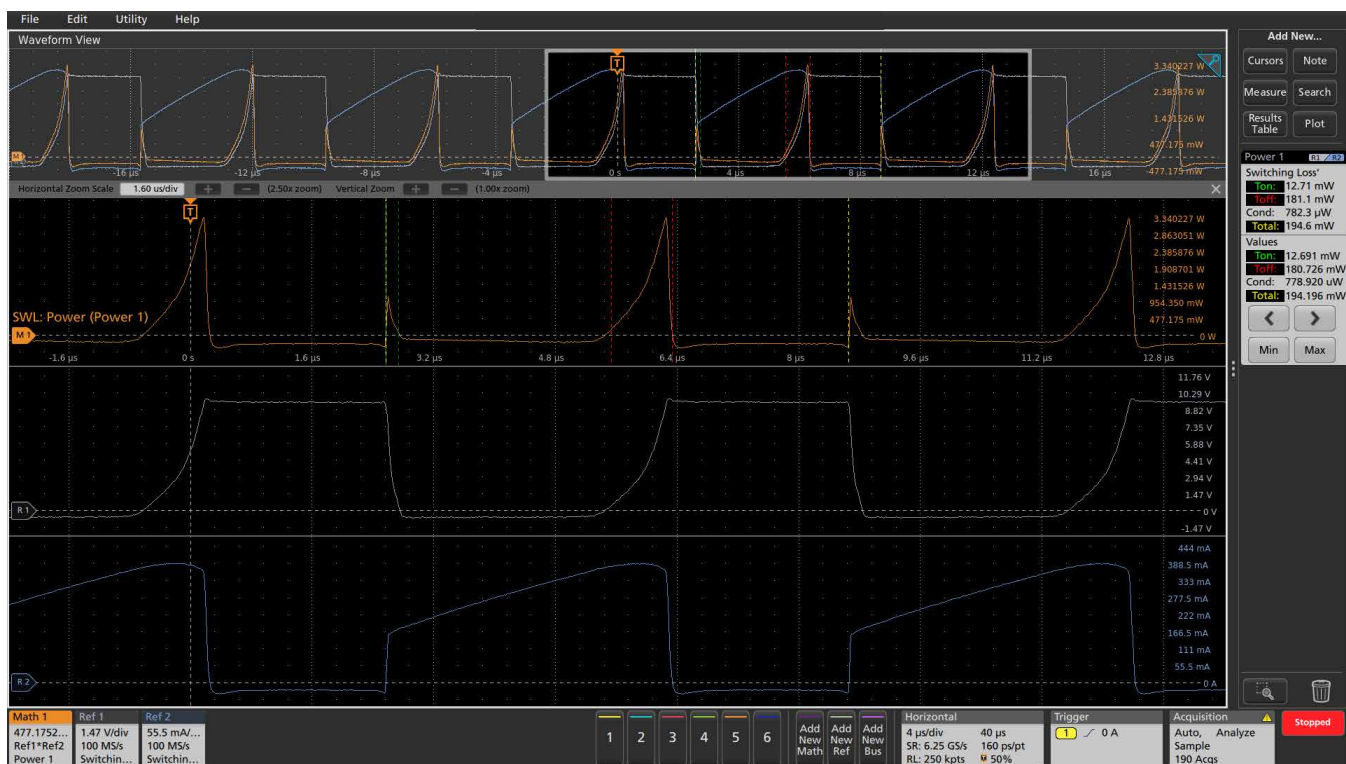 File Edit Utility Help
Waveform View
Add New...
Cursors Note
Measure Search
Results Table Plot
T
3.340227 W
2.385876 W
1.431526 W
477.175 mW
-477.175 mW
M
-16 µs -12 µs -8 µs -4 µs 0 s 4 µs 8 µs 12 µs 16 µs
Horizontal Zoom Scale 1.60 us/div + − (2.50x zoom) Vertical Zoom + − (1.00x zoom) ×
T
3.340227 W
2.863051 W
2.385876 W
1.908701 W
1.431526 W
954.350 mW
477.175 mW
0 W
SWL: Power (Power 1)
M 1
-1.6 µs 0 s 1.6 µs 3.2 µs 4.8 µs 6.4 µs 8 µs 9.6 µs 11.2 µs 12.8 µs
11.76 V
10.29 V
8.82 V
7.35 V
5.88 V
4.41 V
2.94 V
1.47 V
0 V
-1.47 V
R 1
444 mA
388.5 mA
333 mA
277.5 mA
222 mA
166.5 mA
111 mA
55.5 mA
0 A
R 2
Power 1 R1 / R2
Switching Loss'
Ton: 12.71 mW
Toff: 181.1 mW
Cond: 782.3 µW
Total: 194.6 mW
Values
Ton: 12.691 mW
Toff: 180.726 mW
Cond: 778.920 uW
Total: 194.196 mW
< >
Min Max
Math 1
477.1752...
Ref1*Ref2
Power 1
Ref 1
1.47 V/div
100 MS/s
Switchin...
Ref 2
55.5 mA/...
100 MS/s
Switchin...
1 2 3 4 5 6
Add New Math
Add New Ref
Add New Bus
Horizontal
4 µs/div 40 µs
SR: 6.25 GS/s 160 ps/pt
RL: 250 kpts 50%
Trigger
1 0 A
Acquisition
Auto, Analyze
Sample
190 Acqs
Stopped